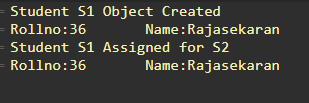 Student S1 Object Created
Rollno:36 Name:Rajasekaran
Student S1 Assigned for S2
Rollno:36 Name:Rajasekaran